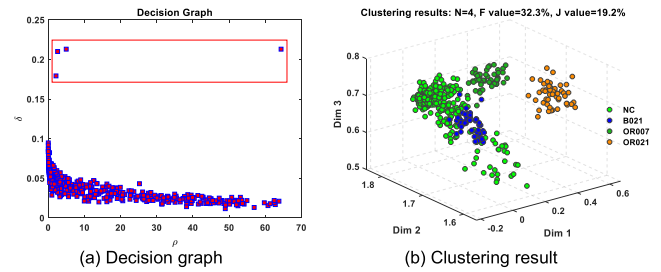 Decision Graph
0.25
0.2
0.15
0.1
0.05
0
δ
0 10 20 30 40 50 60 70
ρ
(a) Decision graph
Clustering results: N=4, F value=32.3%, J value=19.2%
0.8
0.7
0.6
0.5
Dim 3
1.8
1.7
1.6
Dim 2
-0.2
0
0.2
0.4
0.6
Dim 1
NC
B021
OR007
OR021
(b) Clustering result